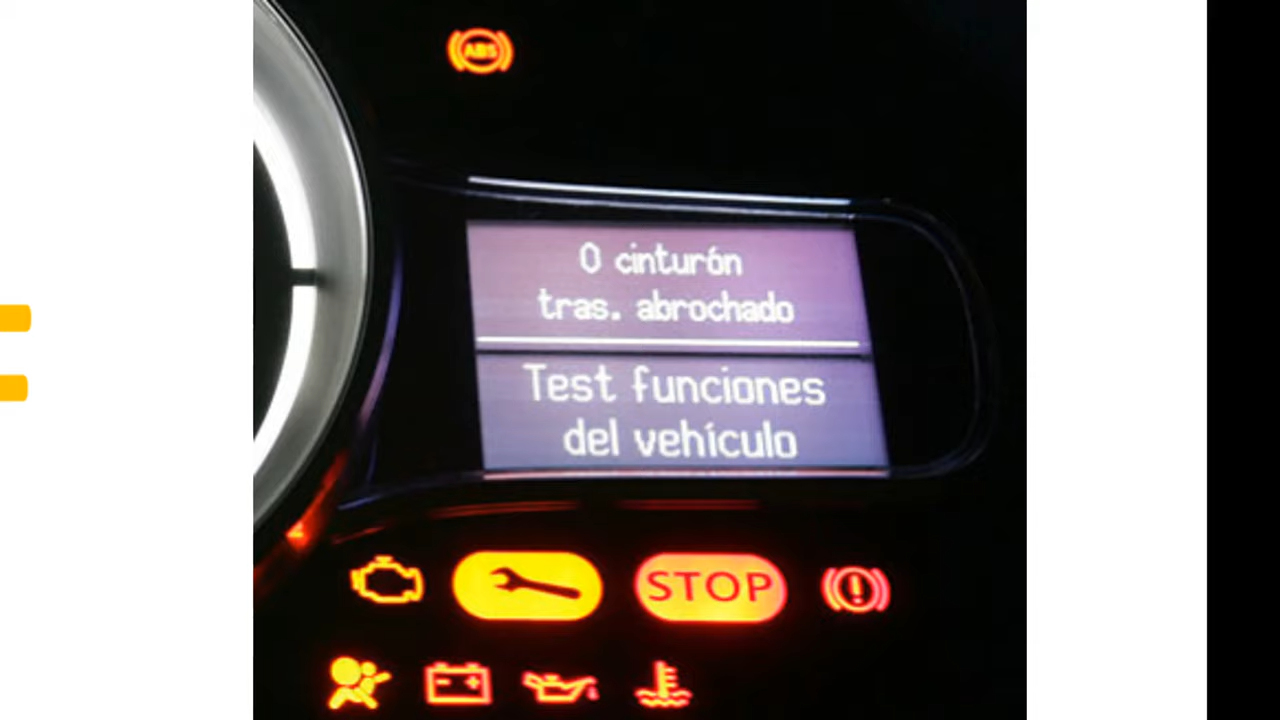 ABS
0 cinturón
tras. abrochado
Test funciones
del vehículo
STOP